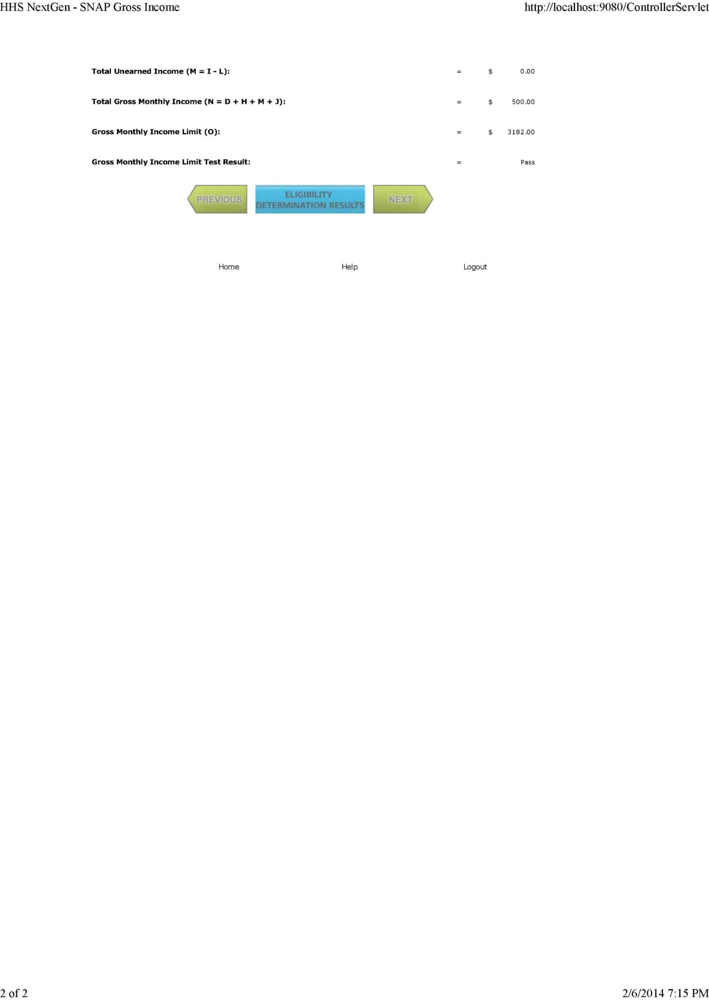 HHS NextGen - SNAP Gross Income http://localhost:9080/ControllerServlet
Total Unearned Income (M = I - L): = $ 0.00
Total Gross Monthly Income (N = D + H + M + J): = $ 500.00
Gross Monthly Income Limit (O): = $ 3182.00
Gross Monthly Income Limit Test Result: = Pass
PREVIOUS
ELIGIBILITY
DETERMINATION RESULTS
NEXT
Home Help Logout
2 of 2 2/6/2014 7:15 PM